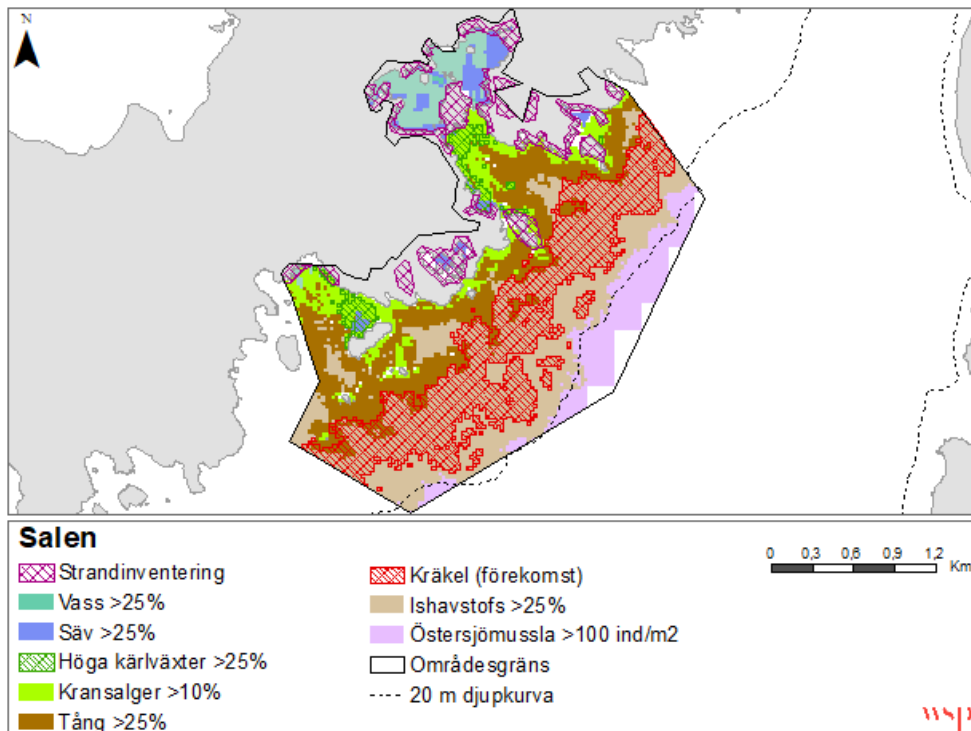 N
Salen
Strandinventering
Vass >25%
Säv >25%
Höga kärlväxter >25%
Kransalger >10%
Tång >25%
Kräkel (förekomst)
Ishavstofs >25%
Östersjömussla >100 ind/m2
Områdesgräns
20 m djupkurva
0 0,3 0,6 0,9 1,2
Km
wsp